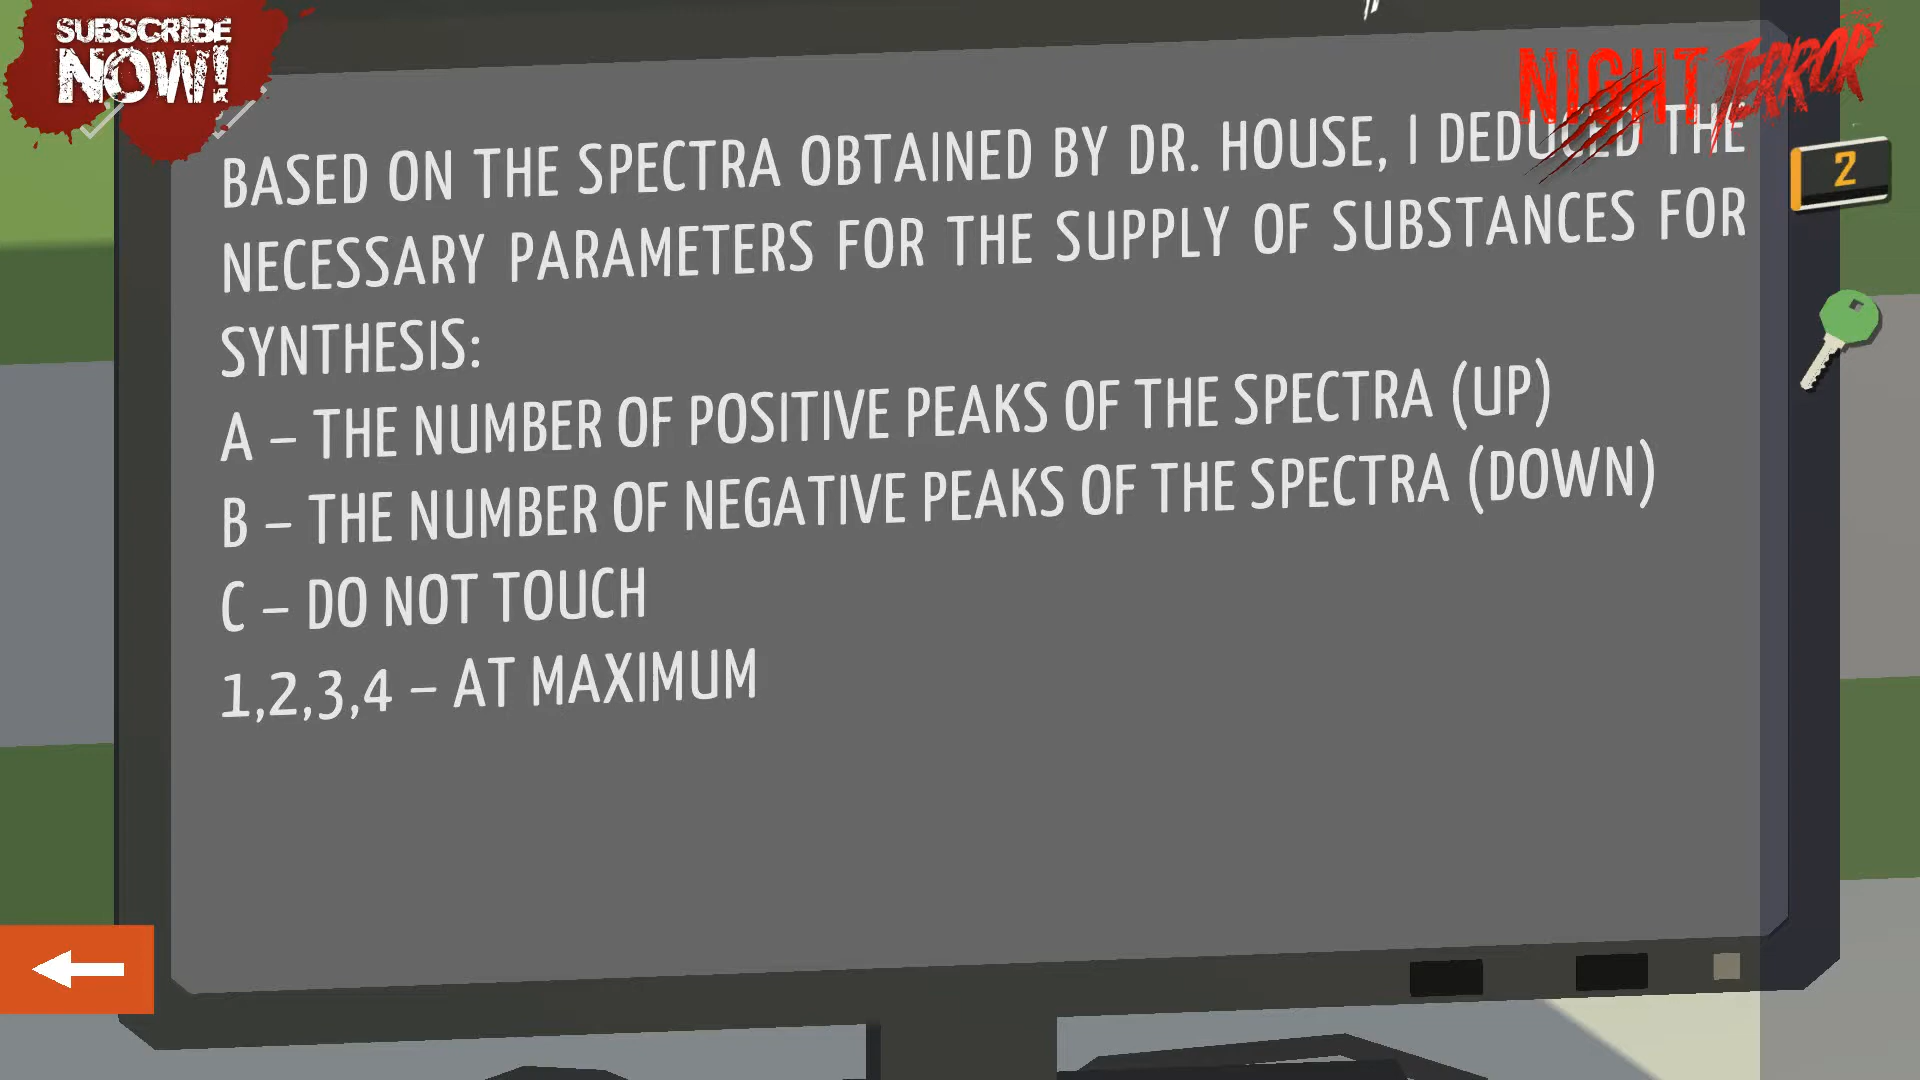 SUBSCRIBE
NOW!
NIGHT TERROR
BASED ON THE SPECTRA OBTAINED BY DR. HOUSE, I DEDUCED THE
NECESSARY PARAMETERS FOR THE SUPPLY OF SUBSTANCES FOR
SYNTHESIS:
A – THE NUMBER OF POSITIVE PEAKS OF THE SPECTRA (UP)
B – THE NUMBER OF NEGATIVE PEAKS OF THE SPECTRA (DOWN)
C – DO NOT TOUCH
1,2,3,4 – AT MAXIMUM
2